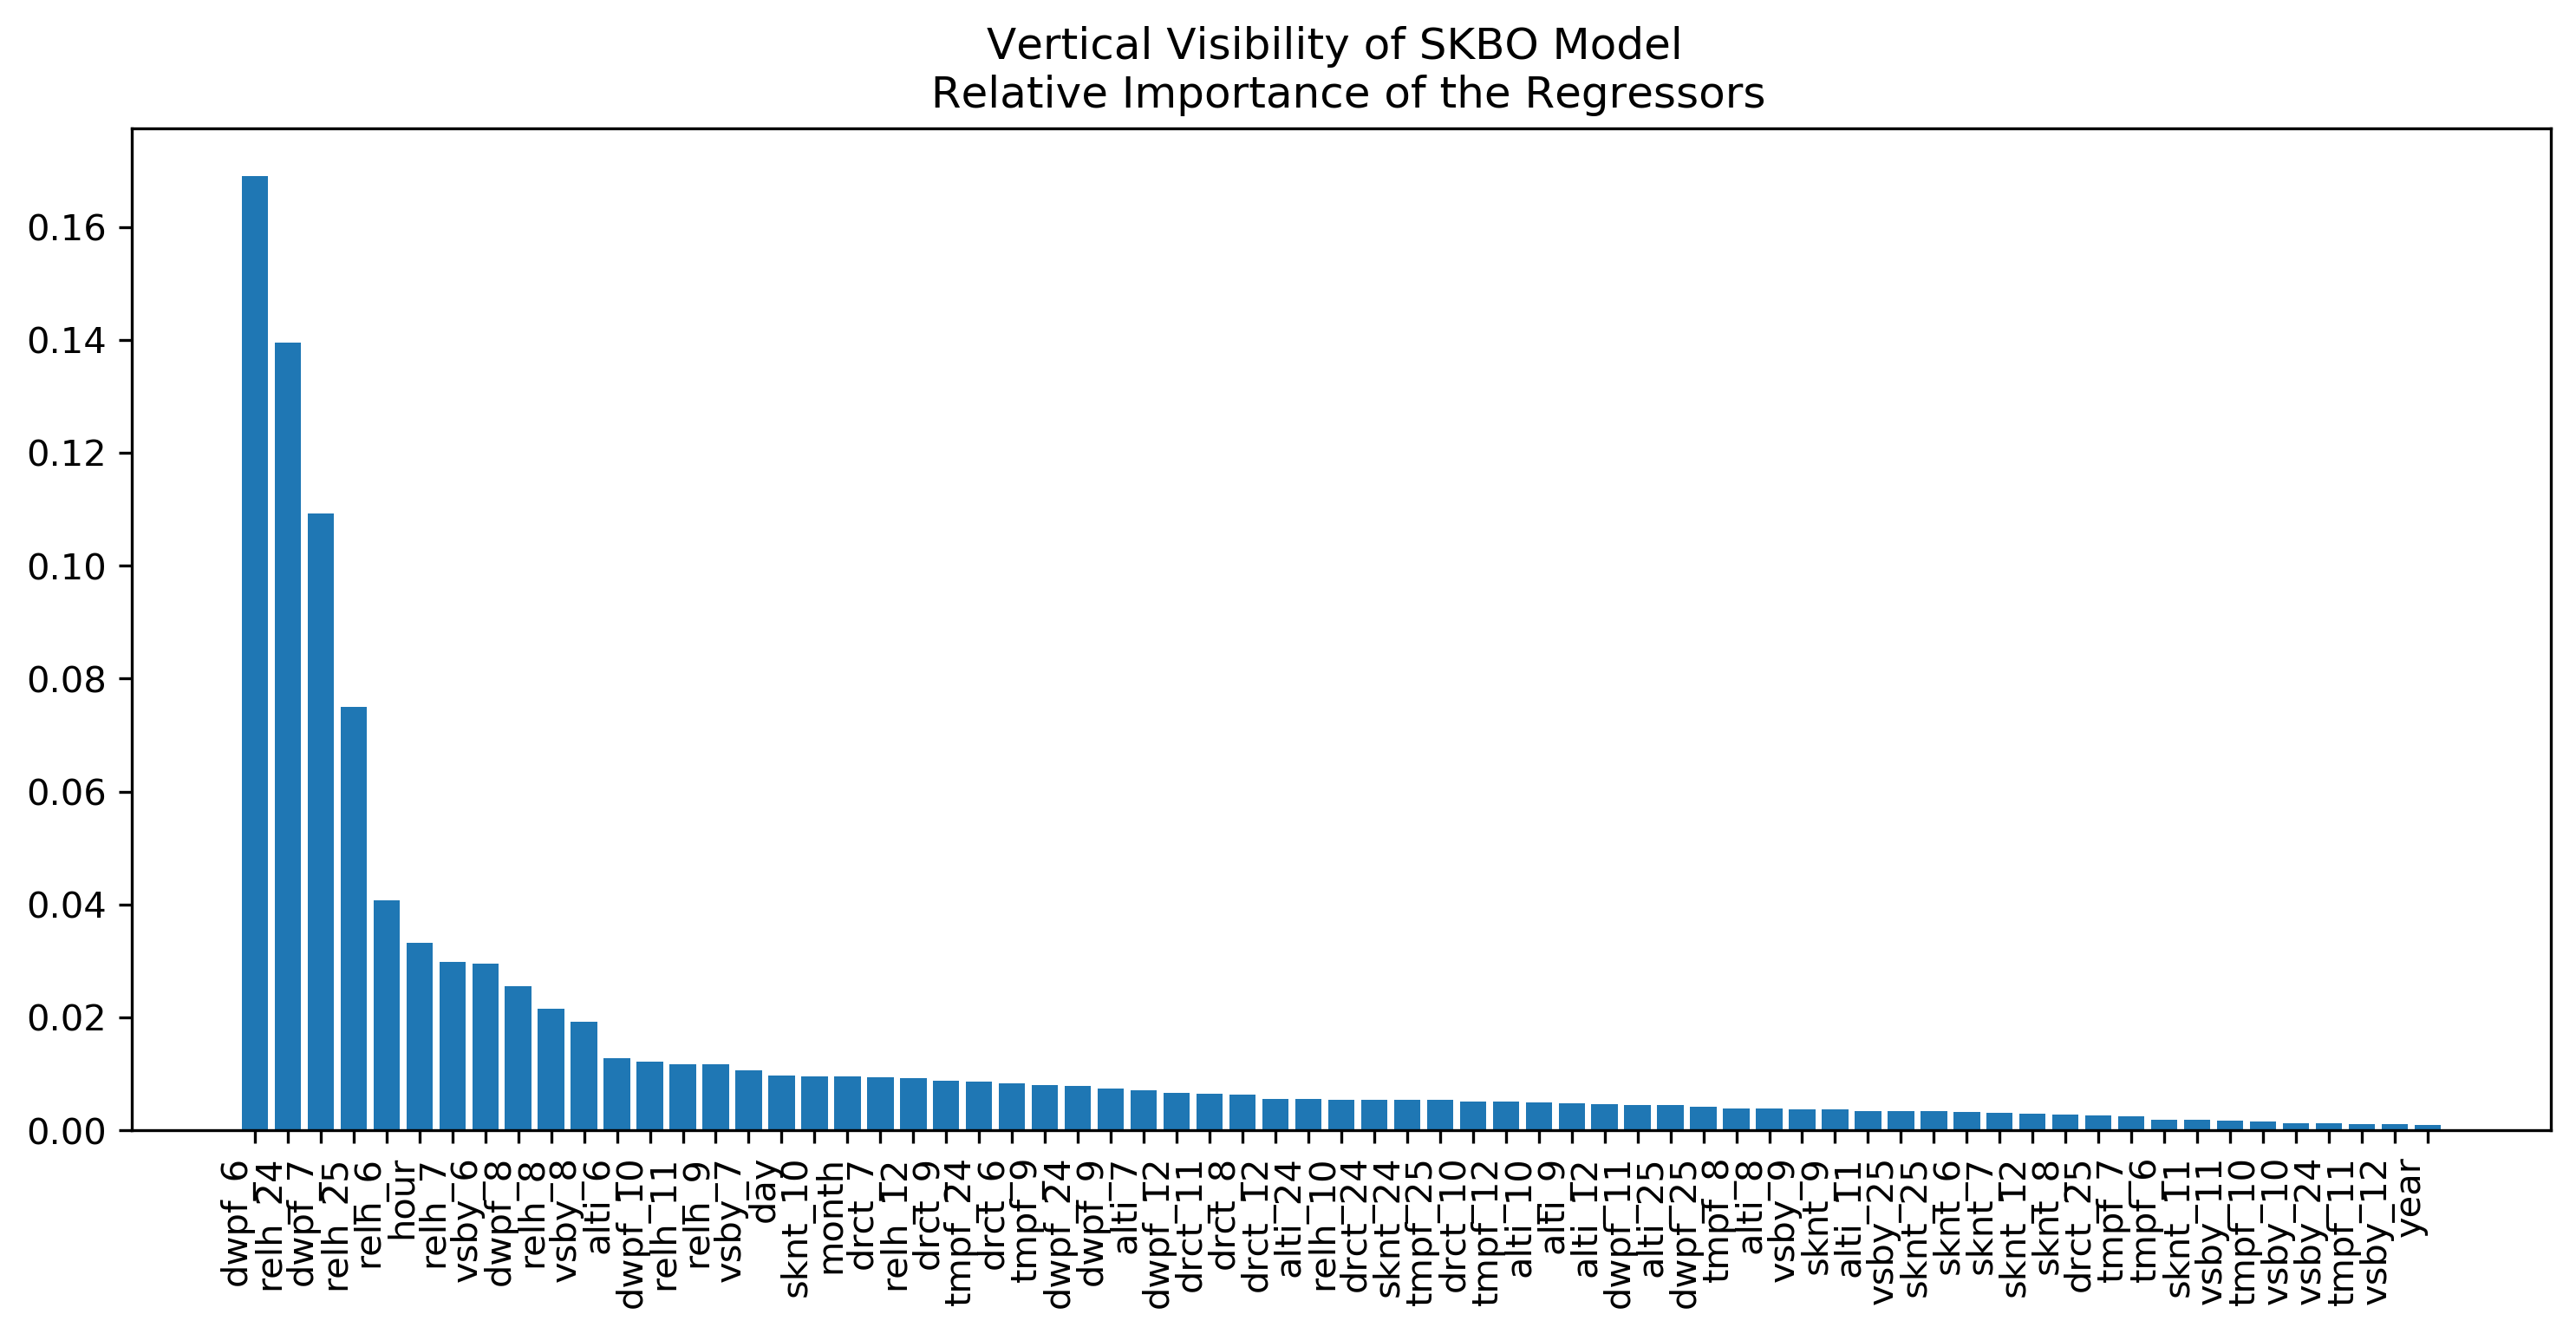 Vertical Visibility of SKBO Model
Relative Importance of the Regressors
0.16
0.14
0.12
0.10
0.08
0.06
0.04
0.02
0.00
dwpf_6
relh_24
dwpf_7
relh_25
relh_6
hour
relh_7
vsby_6
dwpf_8
relh_8
vsby_8
alti_6
dwpf_10
relh_11
relh_9
vsby_7
day
sknt_10
month
drct_7
relh_12
drct_9
tmpf_24
drct_6
tmpf_9
dwpf_24
dwpf_9
alti_7
dwpf_12
drct_11
drct_8
drct_12
alti_24
relh_10
drct_24
sknt_24
tmpf_25
drct_10
tmpf_12
alti_10
alti_9
alti_12
dwpf_11
alti_25
dwpf_25
tmpf_8
alti_8
vsby_9
sknt_9
alti_11
vsby_25
sknt_25
sknt_6
sknt_7
sknt_12
sknt_8
drct_25
tmpf_7
tmpf_6
sknt_11
vsby_11
tmpf_10
vsby_10
vsby_24
tmpf_11
vsby_12
year